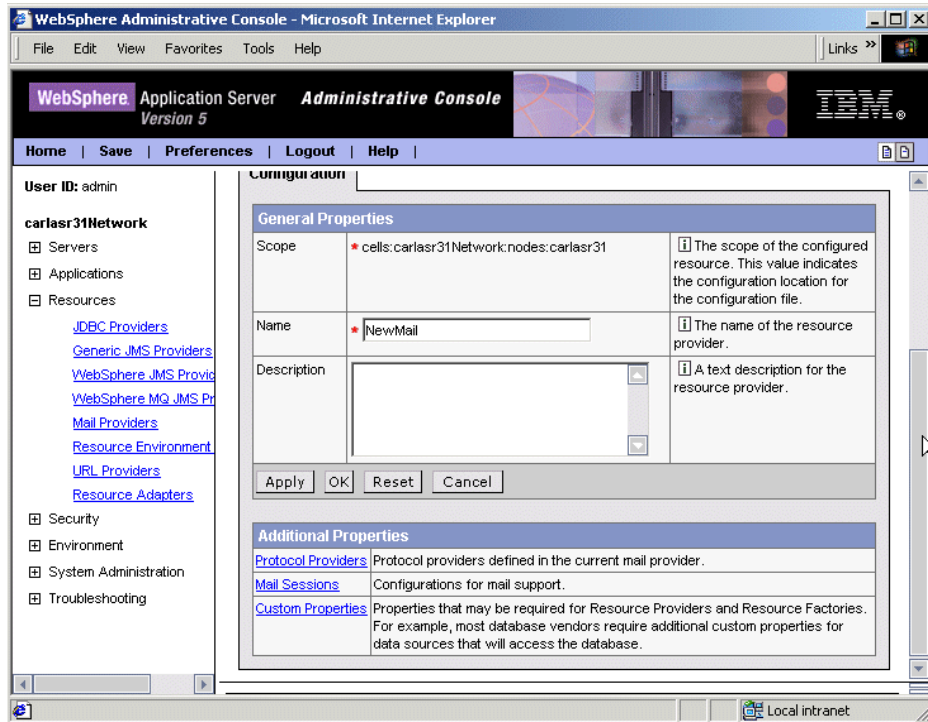 WebSphere Administrative Console - Microsoft Internet Explorer
File Edit View Favorites Tools Help
Links »
WebSphere. Application Server Administrative Console
Version 5
IBM®
Home | Save | Preferences | Logout | Help |
User ID: admin
carlasr31Network
Servers
Applications
Resources
JDBC Providers
Generic JMS Providers
WebSphere JMS Provic
WebSphere MQ JMS Pr
Mail Providers
Resource Environment
URL Providers
Resource Adapters
Security
Environment
System Administration
Troubleshooting
Configuration
General Properties
Scope
* cells:carlasr31Network:nodes:carlasr31
i The scope of the configured
resource. This value indicates
the configuration location for
the configuration file.
Name
* NewMail
i The name of the resource
provider.
Description
i A text description for the
resource provider.
Apply OK Reset Cancel
Additional Properties
Protocol Providers Protocol providers defined in the current mail provider.
Mail Sessions Configurations for mail support.
Custom Properties Properties that may be required for Resource Providers and Resource Factories.
For example, most database vendors require additional custom properties for
data sources that will access the database.
Local intranet